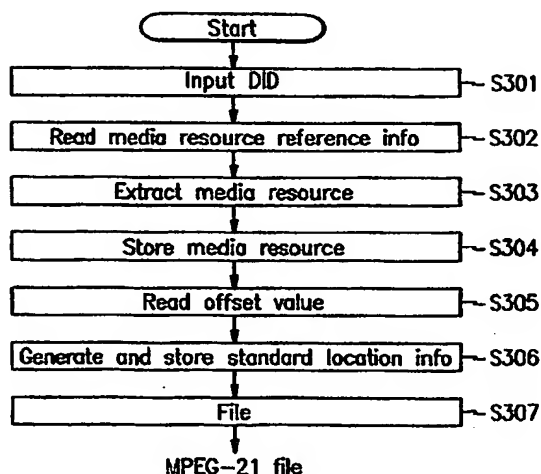 Start
Input DID
S301
Read media resource reference info
S302
Extract media resource
S303
Store media resource
S304
Read offset value
S305
Generate and store standard location info
S306
File
S307
MPEG-21 file